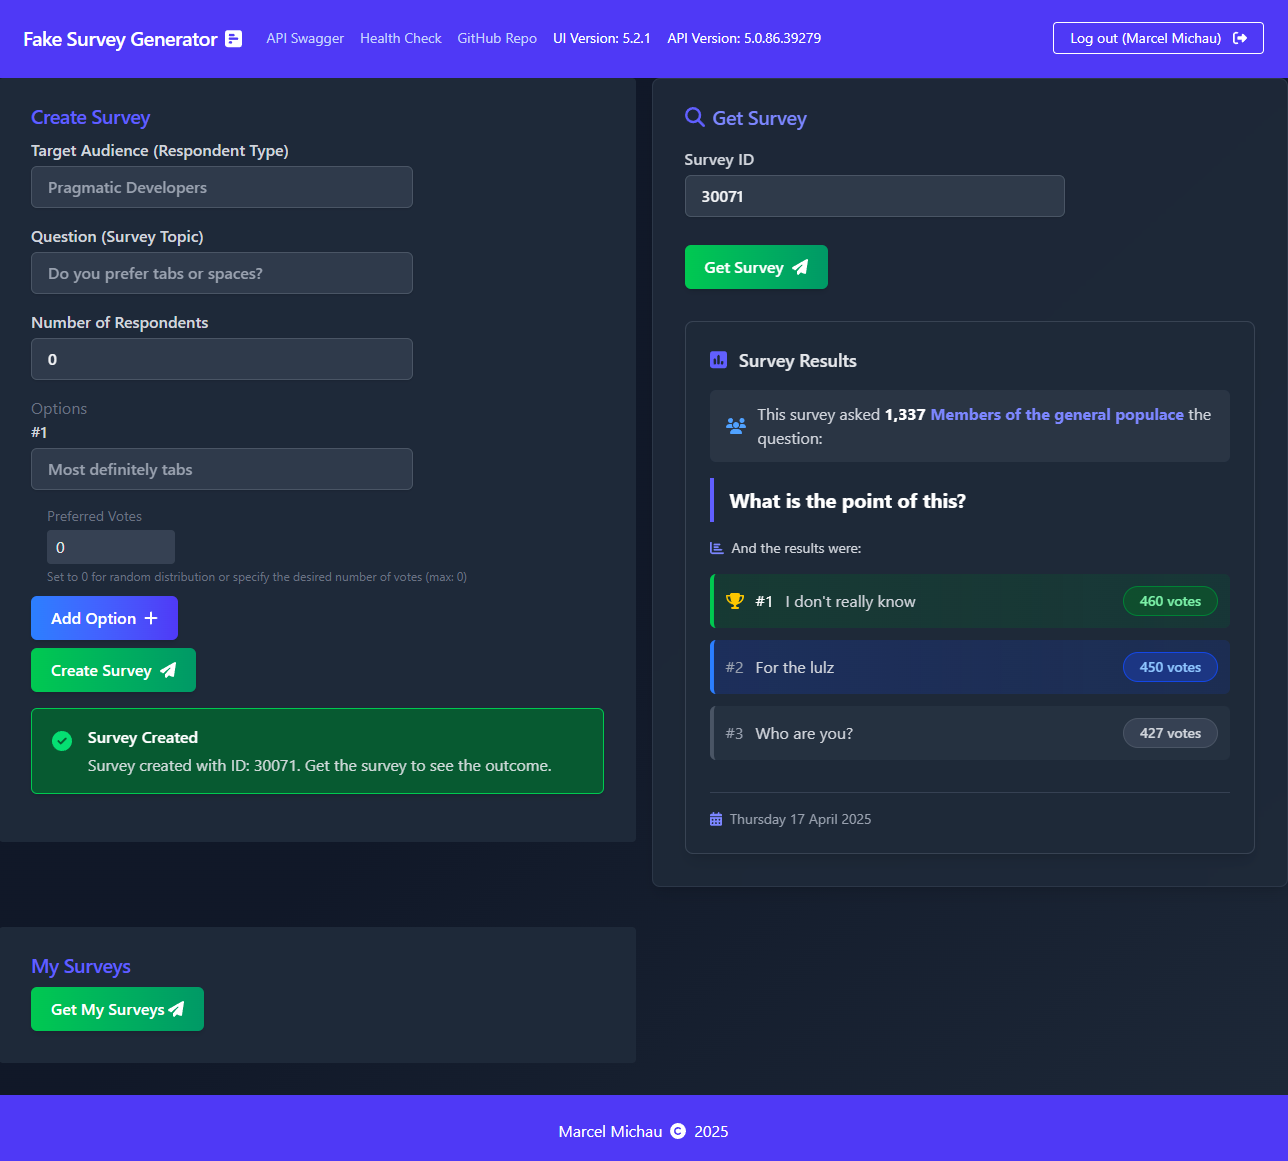 Fake Survey Generator
API Swagger
Health Check
GitHub Repo
UI Version: 5.2.1
API Version: 5.0.86.39279
Log out (Marcel Michau)
Create Survey
Target Audience (Respondent Type)
Pragmatic Developers
Question (Survey Topic)
Do you prefer tabs or spaces?
Number of Respondents
0
Options
#1
Most definitely tabs
Preferred Votes
0
Set to 0 for random distribution or specify the desired number of votes (max: 0)
Add Option
Create Survey
Survey Created
Survey created with ID: 30071. Get the survey to see the outcome.
Get Survey
Survey ID
30071
Get Survey
Survey Results
This survey asked 1,337 Members of the general populace the
question:
What is the point of this?
And the results were:
#1 I don't really know 460 votes
#2 For the lulz 450 votes
#3 Who are you? 427 votes
Thursday 17 April 2025
My Surveys
Get My Surveys
Marcel Michau © 2025